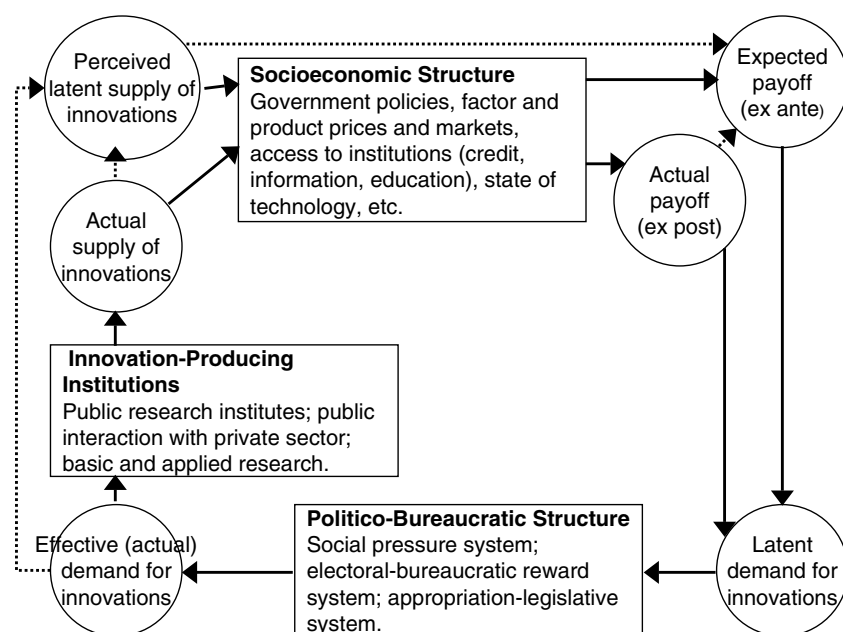 Perceived
latent supply of
innovations
Socioeconomic Structure
Government policies, factor and
product prices and markets,
access to institutions (credit,
information, education), state of
technology, etc.
Expected
payoff
(ex ante)
Actual
payoff
(ex post)
Actual
supply of
innovations
Innovation-Producing
Institutions
Public research institutes; public
interaction with private sector;
basic and applied research.
Effective (actual)
demand for
innovations
Politico-Bureaucratic Structure
Social pressure system;
electoral-bureaucratic reward
system; appropriation-legislative
system.
Latent
demand for
innovations